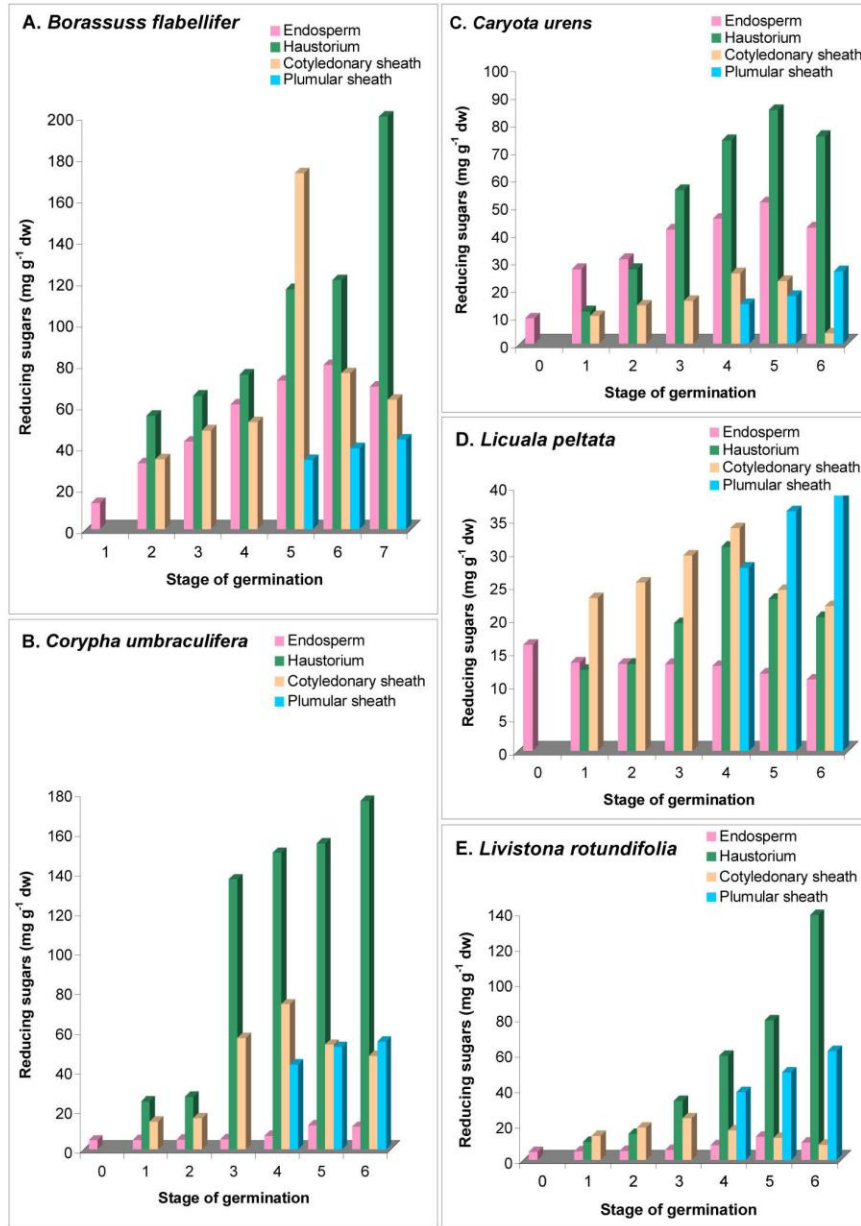 A. Borassuss flabellifer
Endosperm
Haustorium
Cotyledonary sheath
Plumular sheath
Reducing sugars (mg g-1 dw)
200
180
160
140
120
100
80
60
40
20
0
1 2 3 4 5 6 7
Stage of germination
B. Corypha umbraculifera
Endosperm
Haustorium
Cotyledonary sheath
Plumular sheath
Reducing sugars (mg g-1 dw)
180
160
140
120
100
80
60
40
20
0
0 1 2 3 4 5 6
Stage of germination
C. Caryota urens
Endosperm
Haustorium
Cotyledonary sheath
Plumular sheath
Reducing sugars (mg g-1 dw)
100
90
80
70
60
50
40
30
20
10
0
0 1 2 3 4 5 6
Stage of germination
D. Licuala peltata
Endosperm
Haustorium
Cotyledonary sheath
Plumular sheath
Reducing sugars (mg g-1 dw)
40
35
30
25
20
15
10
5
0
0 1 2 3 4 5 6
Stage of germination
E. Livistona rotundifolia
Endosperm
Haustorium
Cotyledonary sheath
Plumular sheath
Reducing sugars (mg g-1 dw)
140
120
100
80
60
40
20
0
0 1 2 3 4 5 6
Stage of germination